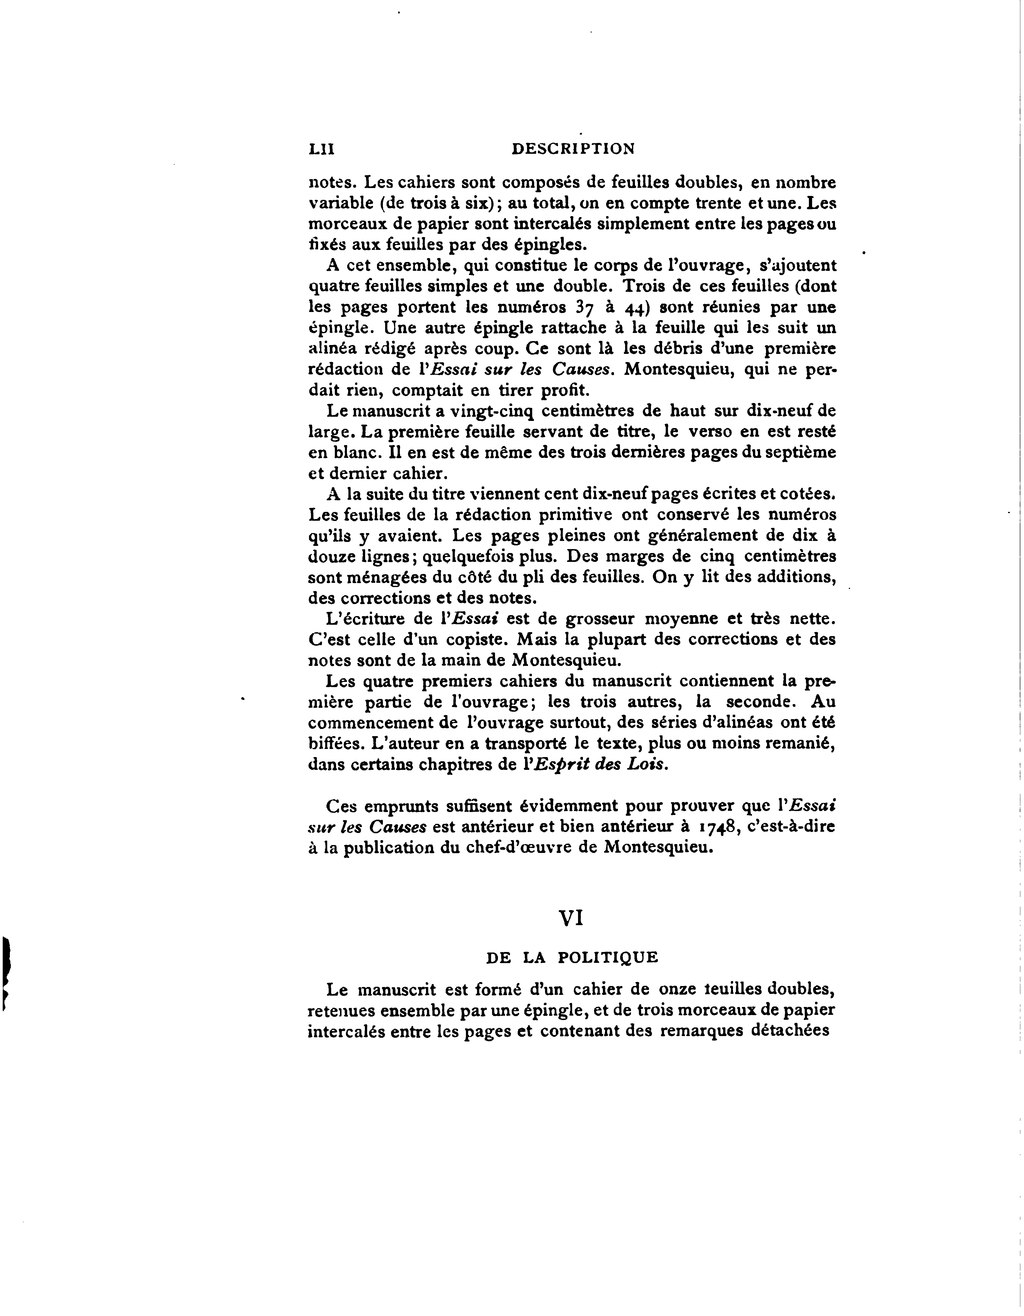 LII DESCRIPTION
notes. Les cahiers sont composés de feuilles doubles, en nombre
variable (de trois à six); au total, on en compte trente et une. Les
morceaux de papier sont intercalés simplement entre les pages ou
fixés aux feuilles par des épingles.
A cet ensemble, qui constitue le corps de l'ouvrage, s'ajoutent
quatre feuilles simples et une double. Trois de ces feuilles (dont
les pages portent les numéros 37 à 44) sont réunies par une
épingle. Une autre épingle rattache à la feuille qui les suit un
alinéa rédigé après coup. Ce sont là les débris d'une première
rédaction de l'Essai sur les Causes. Montesquieu, qui ne per-
dait rien, comptait en tirer profit.
Le manuscrit a vingt-cinq centimètres de haut sur dix-neuf de
large. La première feuille servant de titre, le verso en est resté
en blanc. Il en est de même des trois dernières pages du septième
et dernier cahier.
A la suite du titre viennent cent dix-neuf pages écrites et cotées.
Les feuilles de la rédaction primitive ont conservé les numéros
qu'ils y avaient. Les pages pleines ont généralement de dix à
douze lignes; quelquefois plus. Des marges de cinq centimètres
sont ménagées du côté du pli des feuilles. On y lit des additions,
des corrections et des notes.
L'écriture de l'Essai est de grosseur moyenne et très nette.
C'est celle d'un copiste. Mais la plupart des corrections et des
notes sont de la main de Montesquieu.
Les quatre premiers cahiers du manuscrit contiennent la pre-
mière partie de l'ouvrage; les trois autres, la seconde. Au
commencement de l'ouvrage surtout, des séries d'alinéas ont été
biffées. L'auteur en a transporté le texte, plus ou moins remanié,
dans certains chapitres de l'Esprit des Lois.
Ces emprunts suffisent évidemment pour prouver que l'Essai
sur les Causes est antérieur et bien antérieur à 1748, c'est-à-dire
à la publication du chef-d'œuvre de Montesquieu.
VI
DE LA POLITIQUE
Le manuscrit est formé d'un cahier de onze feuilles doubles,
retenues ensemble par une épingle, et de trois morceaux de papier
intercalés entre les pages et contenant des remarques détachées